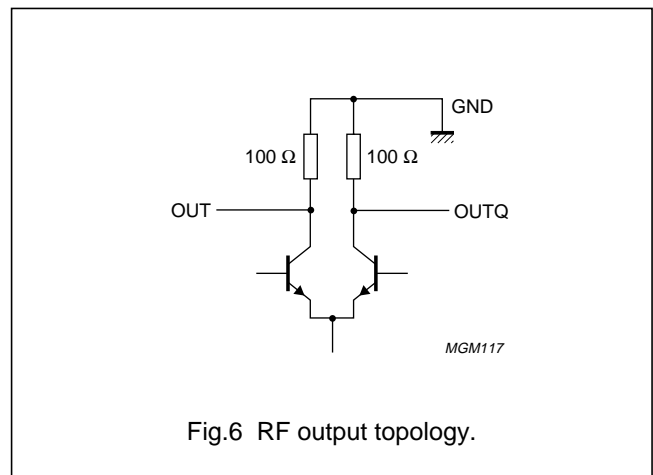 GND
100 Ω
100 Ω
OUT
OUTQ
MGM117
Fig.6 RF output topology.